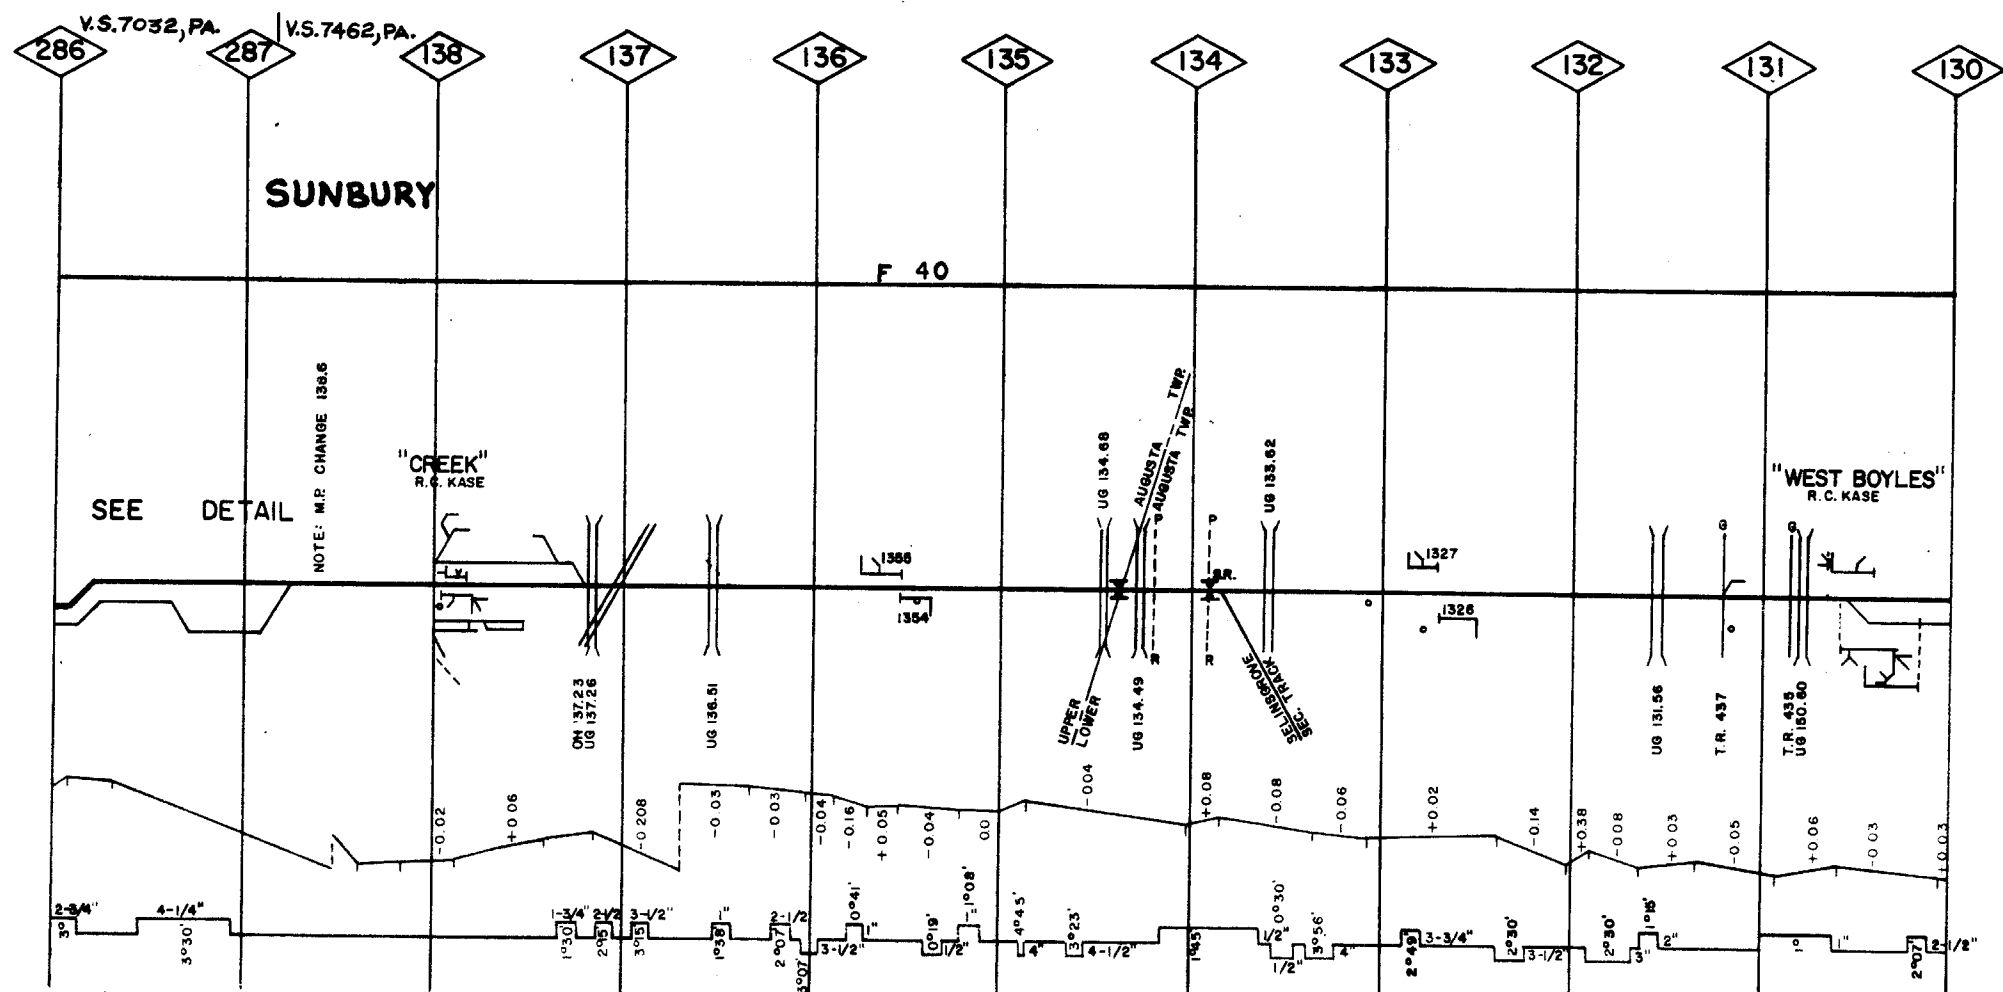 V.S.7032, PA.
V.S.7462, PA.
286
287
138
137
136
135
134
133
132
131
130
SUNBURY
F 40
NOTE: M.P. CHANGE 138.6
SEE DETAIL
"CREEK"
R.C. KASE
"WEST BOYLES"
R.C. KASE
UG 134.68
AUGUSTA TWP.
AUGUSTA TWP.
UG 133.62
P
P
G
G
1355
1354
S.R.
1327
1326
R
R
OH 137.23
UG 137.26
UG 136.51
UPPER
LOWER
UG 134.49
SELINSGROVE
SEC. TRACK
UG 131.56
T.R. 437
T.R. 435
UG 130.80
-0.02
+0.06
-0.208
-0.03
-0.03
-0.04
-0.16
+0.05
-0.04
0.0
-0.04
+0.08
-0.08
-0.06
+0.02
-0.14
+0.38
-0.08
+0.03
-0.05
+0.06
-0.03
+0.3
2-3/4"
3°
4-1/4"
3°30'
1-3/4"
1°30'
2-1/2
2°15'
3-1/2"
3°15'
1"
1°38'
2-1/2
2°07'
3°07'
3-1/2"
0°41'
1"
0°19'
1/2"
1°08'
4°45'
4"
3°23'
4-1/2"
1°45'
0°30'
1/2"
1/2"
3°56'
4"
2°49'
3-3/4"
2°30'
3-1/2"
2°30'
3"
1°15'
2"
1°
1"
2°07'
2-1/2"